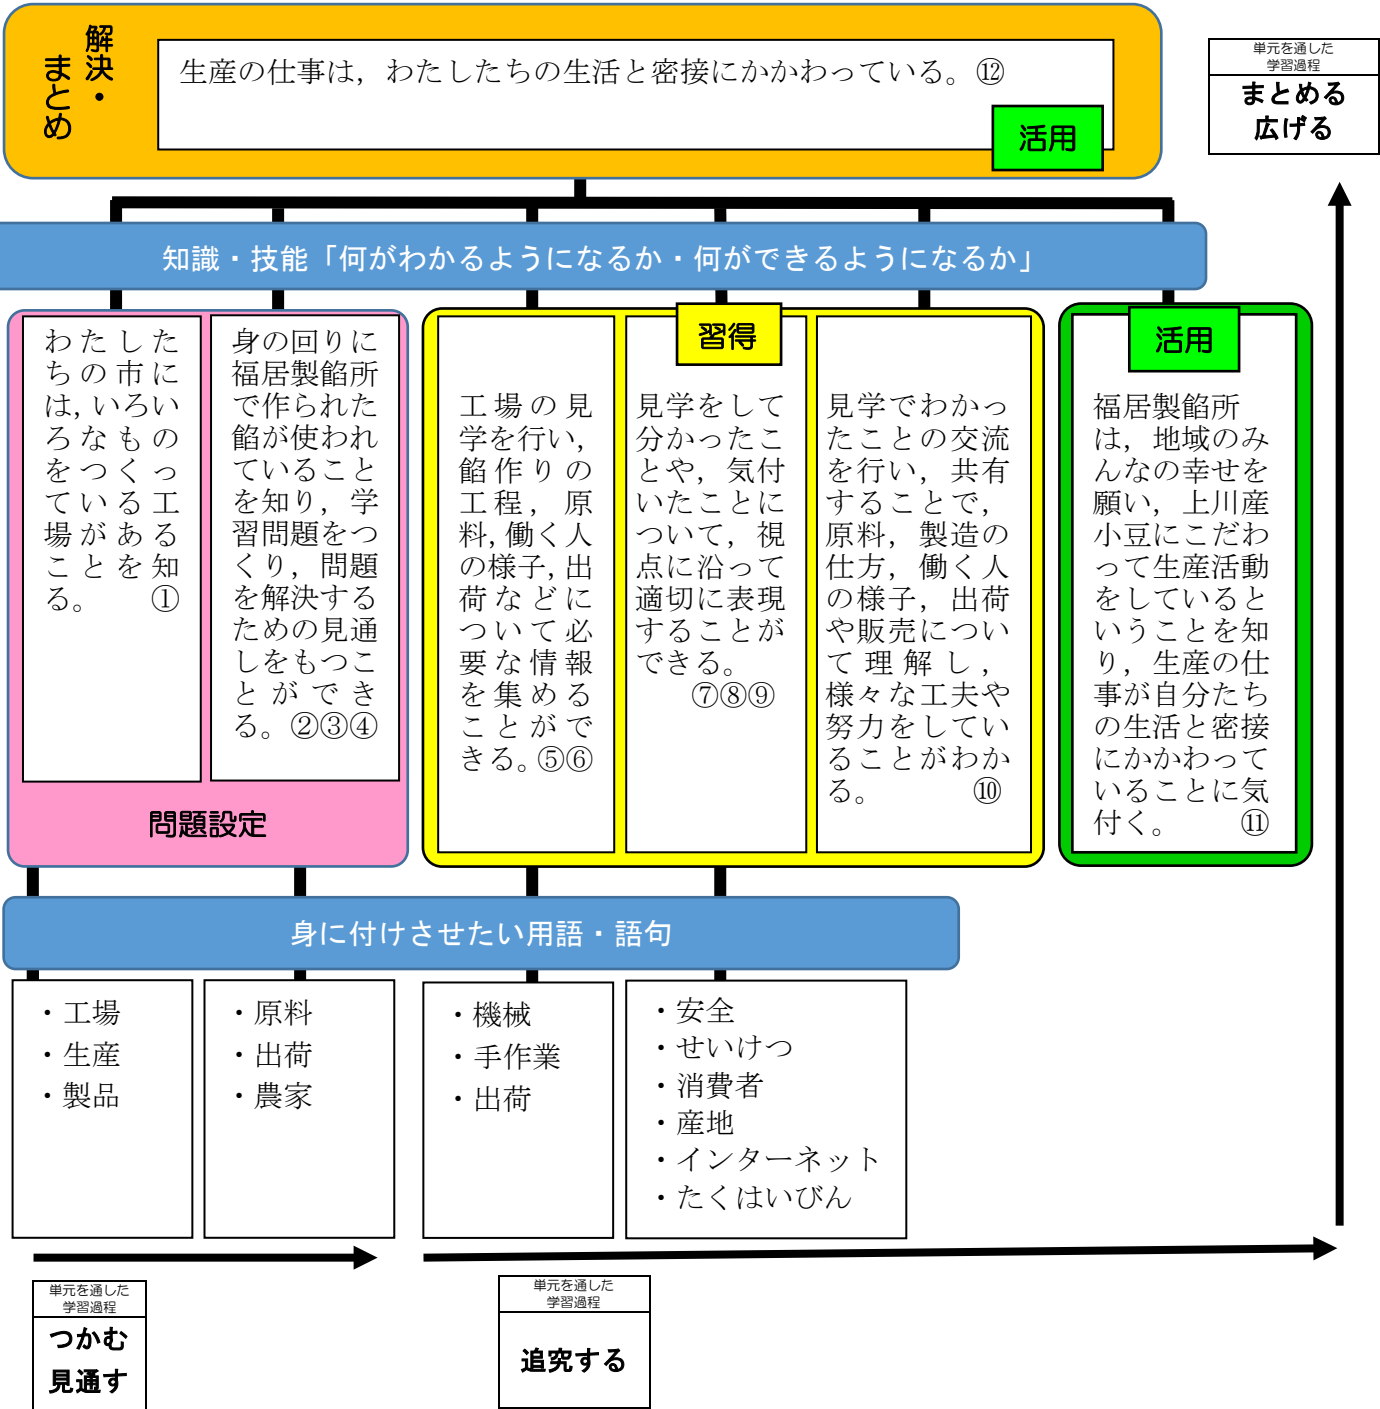 解決・
まとめ
生産の仕事は，わたしたちの生活と密接にかかわっている。⑫
活用
単元を通した
学習過程
まとめる
広げる
知識・技能「何がわかるようになるか・何ができるようになるか」
わたした
ちの市に
は，いろい
ろなもの
をつくっ
ている工
場がある
ことを知
る。 ①
身の回りに
福居製餡所
で作られた
餡が使われ
ていること
を知り，学
習問題をつ
くり，問題
を解決する
ための見通
しをもつこ
とができ
る。②③④
問題設定
習得
工場の見
学を行い，
餡作りの
工程，原
料，働く人
の様子，出
荷などに
ついて必
要な情報
を集める
ことがで
きる。⑤⑥
見学をして
分かったこ
とや，気付
いたことに
ついて，視
点に沿って
適切に表現
することが
できる。
⑦⑧⑨
見学でわかっ
たことの交流
を行い，共有
することで，
原料，製造の
仕方，働く人
の様子，出荷
や販売につい
て理解し，
様々な工夫や
努力をしてい
ることがわか
る。 ⑩
活用
福居製餡所
は，地域のみ
んなの幸せを
願い，上川産
小豆にこだわ
って生産活動
をしていると
いうことを知
り，生産の仕
事が自分たち
の生活と密接
にかかわって
いることに気
付く。 ⑪
身に付けさせたい用語・語句
・工場
・生産
・製品
・原料
・出荷
・農家
・機械
・手作業
・出荷
・安全
・せいけつ
・消費者
・産地
・インターネット
・たくはいびん
単元を通した
学習過程
つかむ
見通す
単元を通した
学習過程
追究する